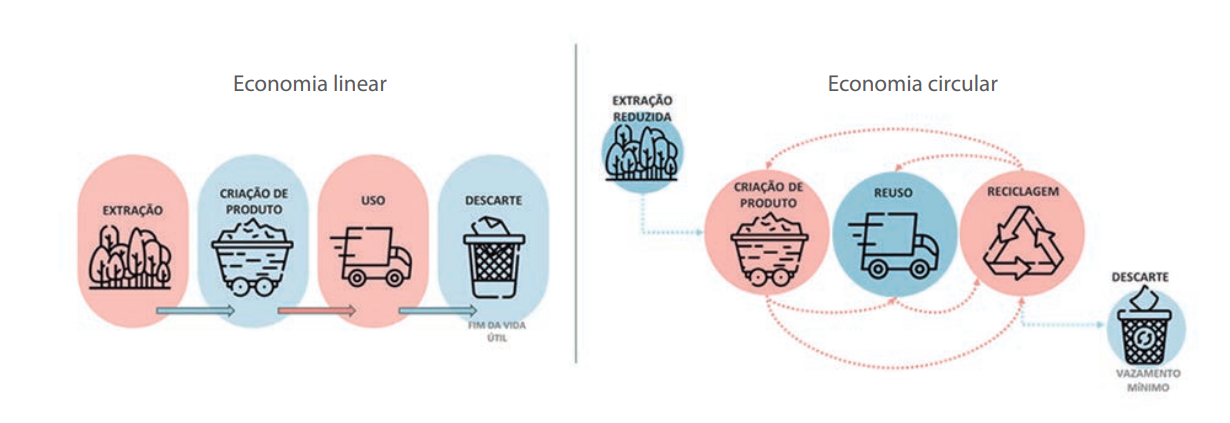 Economia linear
EXTRAÇÃO
CRIAÇÃO DE
PRODUTO
USO
DESCARTE
FIM DA VIDA
ÚTIL
Economia circular
EXTRAÇÃO
REDUZIDA
CRIAÇÃO DE
PRODUTO
REUSO
RECICLAGEM
DESCARTE
VAZAMENTO
MÍNIMO